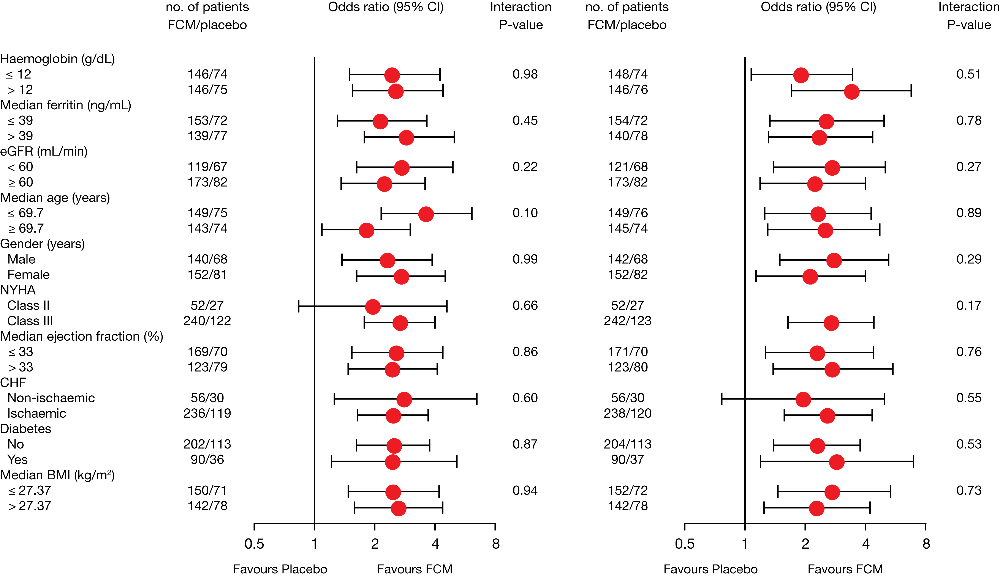 no. of patients Odds ratio (95% CI) Interaction no. of patients Odds ratio (95% CI) Interaction
FCM/placebo P-value FCM/placebo P-value
Haemoglobin (g/dL)
≤ 12 146/74 0.98 148/74 0.51
> 12 146/75 146/76
Median ferritin (ng/mL)
≤ 39 153/72 0.45 154/72 0.78
> 39 139/77 140/78
eGFR (mL/min)
< 60 119/67 0.22 121/68 0.27
≥ 60 173/82 173/82
Median age (years)
≤ 69.7 149/75 0.10 149/76 0.89
≥ 69.7 143/74 145/74
Gender (years)
Male 140/68 0.99 142/68 0.29
Female 152/81 152/82
NYHA
Class II 52/27 0.66 52/27 0.17
Class III 240/122 242/123
Median ejection fraction (%)
≤ 33 169/70 0.86 171/70 0.76
> 33 123/79 123/80
CHF
Non-ischaemic 56/30 0.60 56/30 0.55
Ischaemic 236/119 238/120
Diabetes
No 202/113 0.87 204/113 0.53
Yes 90/36 90/37
Median BMI (kg/m²)
≤ 27.37 150/71 0.94 152/72 0.73
> 27.37 142/78 142/78
0.5 1 2 4 8 0.5 1 2 4 8
Favours Placebo Favours FCM Favours Placebo Favours FCM